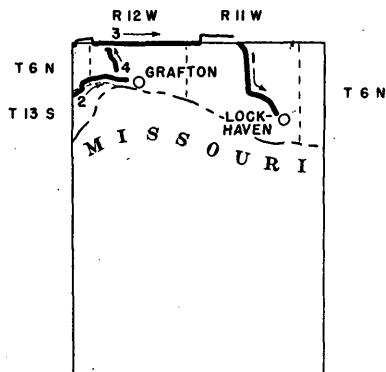 R 12 W R 11 W
3
T 6 N
4
GRAFTON
T 6 N
2
T 13 S
LOCK-
HAVEN
MISSOURI